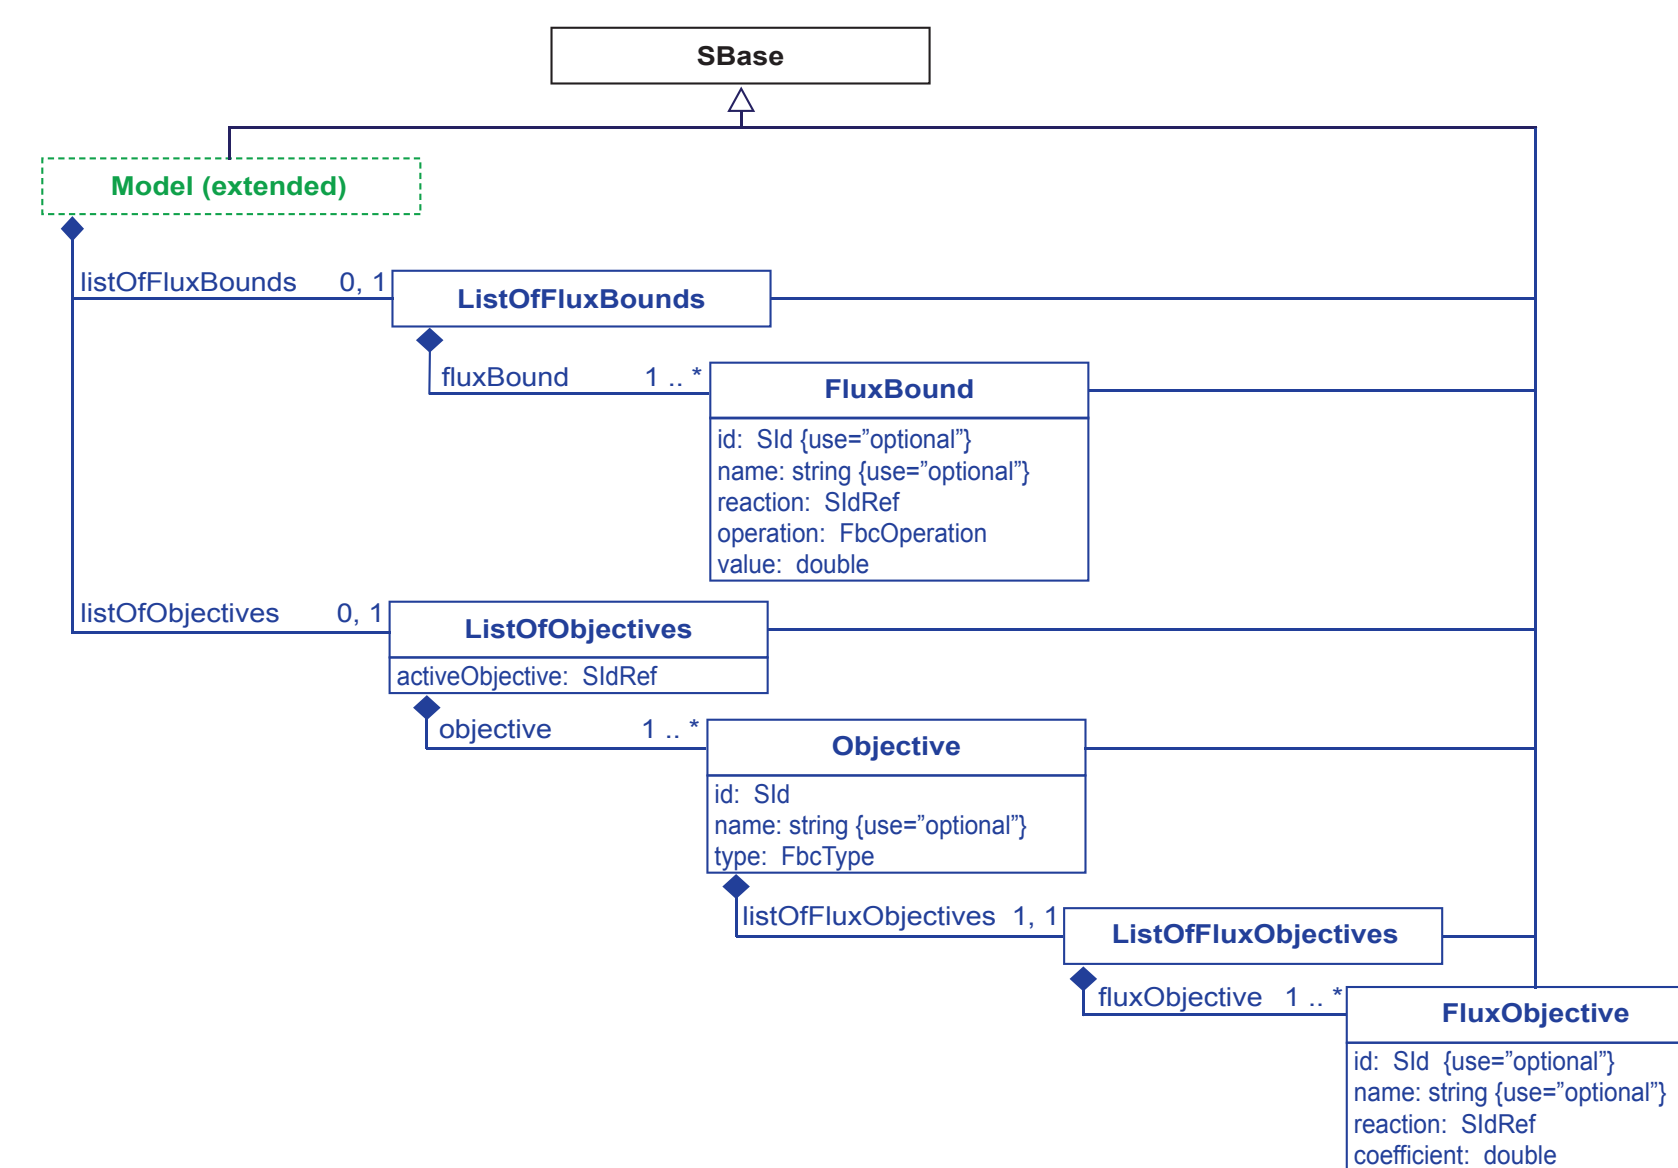 SBase
Model (extended)
listOfFluxBounds 0, 1
ListOfFluxBounds
fluxBound 1 .. *
FluxBound
id: SId {use=”optional”}
name: string {use=”optional”}
reaction: SIdRef
operation: FbcOperation
value: double
listOfObjectives 0, 1
ListOfObjectives
activeObjective: SIdRef
objective 1 .. *
Objective
id: SId
name: string {use=”optional”}
type: FbcType
listOfFluxObjectives 1, 1
ListOfFluxObjectives
fluxObjective 1 .. *
FluxObjective
id: SId {use=”optional”}
name: string {use=”optional”}
reaction: SIdRef
coefficient: double